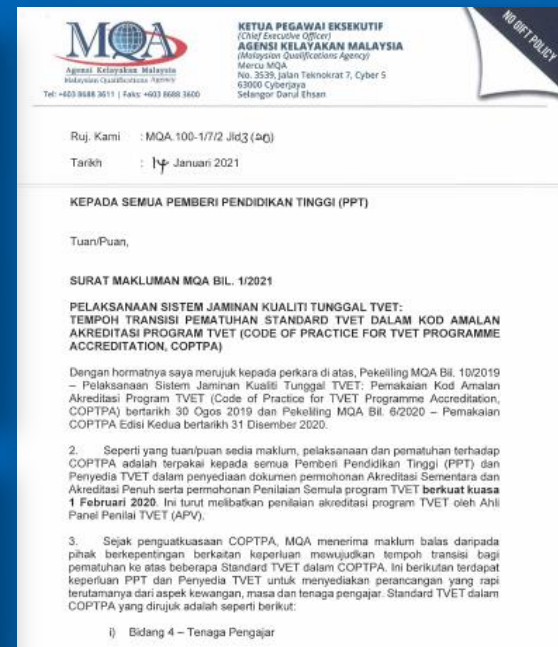 MQA
Agensi Kelayakan Malaysia
Malaysian Qualifications Agency
Tel: +603 8688 3611 | Faks: +603 8688 3600
KETUA PEGAWAI EKSEKUTIF
(Chief Executive Officer)
AGENSI KELAYAKAN MALAYSIA
(Malaysian Qualifications Agency)
Mercu MQA
No. 3539, Jalan Teknokrat 7, Cyber 5
63000 Cyberjaya
Selangor Darul Ehsan
NO GIFT POLICY
Ruj. Kami : MQA.100-1/7/2 Jld3(20)
Tarikh : 14 Januari 2021
KEPADA SEMUA PEMBERI PENDIDIKAN TINGGI (PPT)
Tuan/Puan,
SURAT MAKLUMAN MQA BIL. 1/2021
PELAKSANAAN SISTEM JAMINAN KUALITI TUNGGAL TVET:
TEMPOH TRANSISI PEMATUHAN STANDARD TVET DALAM KOD AMALAN
AKREDITASI PROGRAM TVET (CODE OF PRACTICE FOR TVET PROGRAMME
ACCREDITATION, COPTPA)
Dengan hormatnya saya merujuk kepada perkara di atas, Pekeliling MQA Bil. 10/2019
– Pelaksanaan Sistem Jaminan Kualiti Tunggal TVET: Pemakaian Kod Amalan
Akreditasi Program TVET (Code of Practice for TVET Programme Accreditation,
COPTPA) bertarikh 30 Ogos 2019 dan Pekeliling MQA Bil. 6/2020 – Pemakaian
COPTPA Edisi Kedua bertarikh 31 Disember 2020.
2. Seperti yang tuan/puan sedia maklum, pelaksanaan dan pematuhan terhadap
COPTPA adalah terpakai kepada semua Pemberi Pendidikan Tinggi (PPT) dan
Penyedia TVET dalam penyediaan dokumen permohonan Akreditasi Sementara dan
Akreditasi Penuh serta permohonan Penilaian Semula program TVET berkuat kuasa
1 Februari 2020. Ini turut melibatkan penilaian akreditasi program TVET oleh Ahli
Panel Penilai TVET (APV).
3. Sejak penguatkuasaan COPTPA, MQA menerima maklum balas daripada
pihak berkepentingan berkaitan keperluan mewujudkan tempoh transisi bagi
pematuhan ke atas beberapa Standard TVET dalam COPTPA. Ini berikutan terdapat
keperluan PPT dan Penyedia TVET untuk menyediakan perancangan yang rapi
terutamanya dari aspek kewangan, masa dan tenaga pengajar. Standard TVET dalam
COPTPA yang dirujuk adalah seperti berikut:
i) Bidang 4 – Tenaga Pengajar